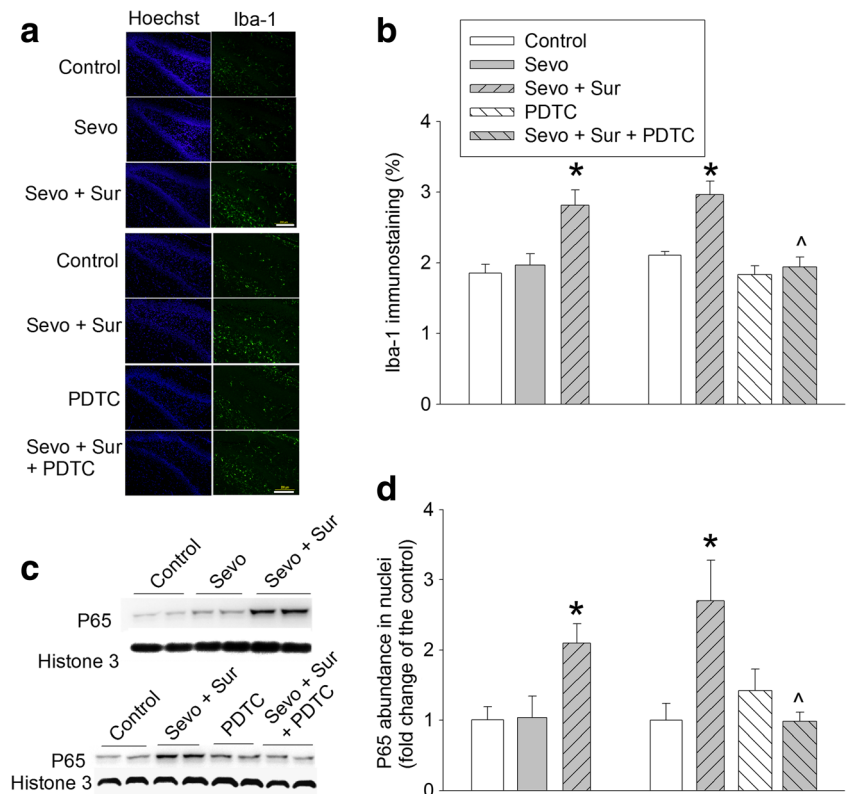 a
Hoechst Iba-1
Control
Sevo
Sevo + Sur
Control
Sevo + Sur
PDTC
Sevo + Sur
+ PDTC
b
Control
Sevo
Sevo + Sur
PDTC
Sevo + Sur + PDTC
Iba-1 immunostaining (%)
4
3
2
1
0
*
*
^
c
Control Sevo Sevo + Sur
P65
Histone 3
Control Sevo + Sur PDTC Sevo + Sur
+ PDTC
P65
Histone 3
d
P65 abundance in nuclei
(fold change of the control)
4
3
2
1
0
*
*
^